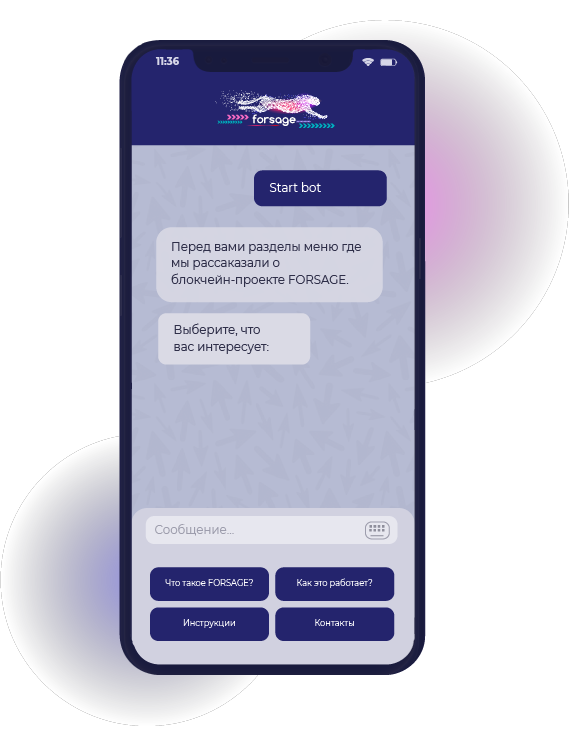 11:36
forsage
Start bot
Перед вами разделы меню где
мы рассаказали о
блокчейн-проекте FORSAGE.
Выберите, что
вас интересует:
Сообщение...
Что такое FORSAGE?
Как это работает?
Инструкции
Контакты